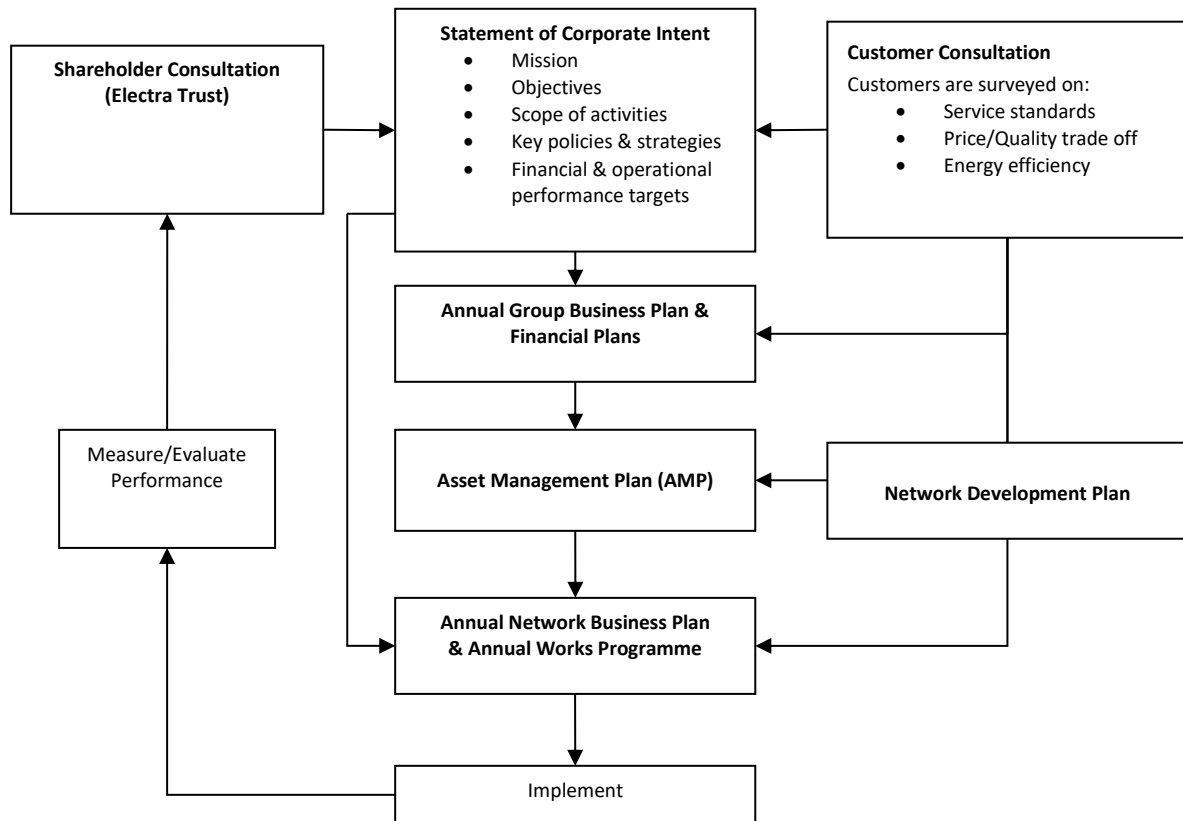 Shareholder Consultation
(Electra Trust)
Statement of Corporate Intent
• Mission
• Objectives
• Scope of activities
• Key policies & strategies
• Financial & operational
performance targets
Customer Consultation
Customers are surveyed on:
• Service standards
• Price/Quality trade off
• Energy efficiency
Annual Group Business Plan &
Financial Plans
Measure/Evaluate
Performance
Asset Management Plan (AMP)
Network Development Plan
Annual Network Business Plan
& Annual Works Programme
Implement